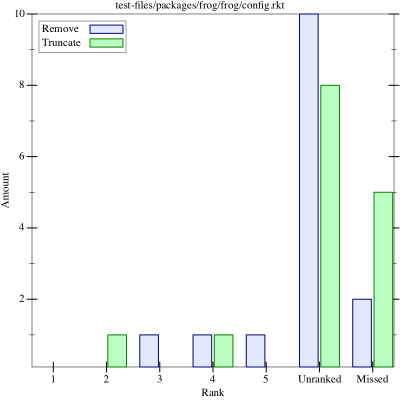 test-files/packages/frog/frog/config.rkt
10
Remove
Truncate
8
6
Amount
4
2
1 2 3 4 5 Unranked Missed
Rank